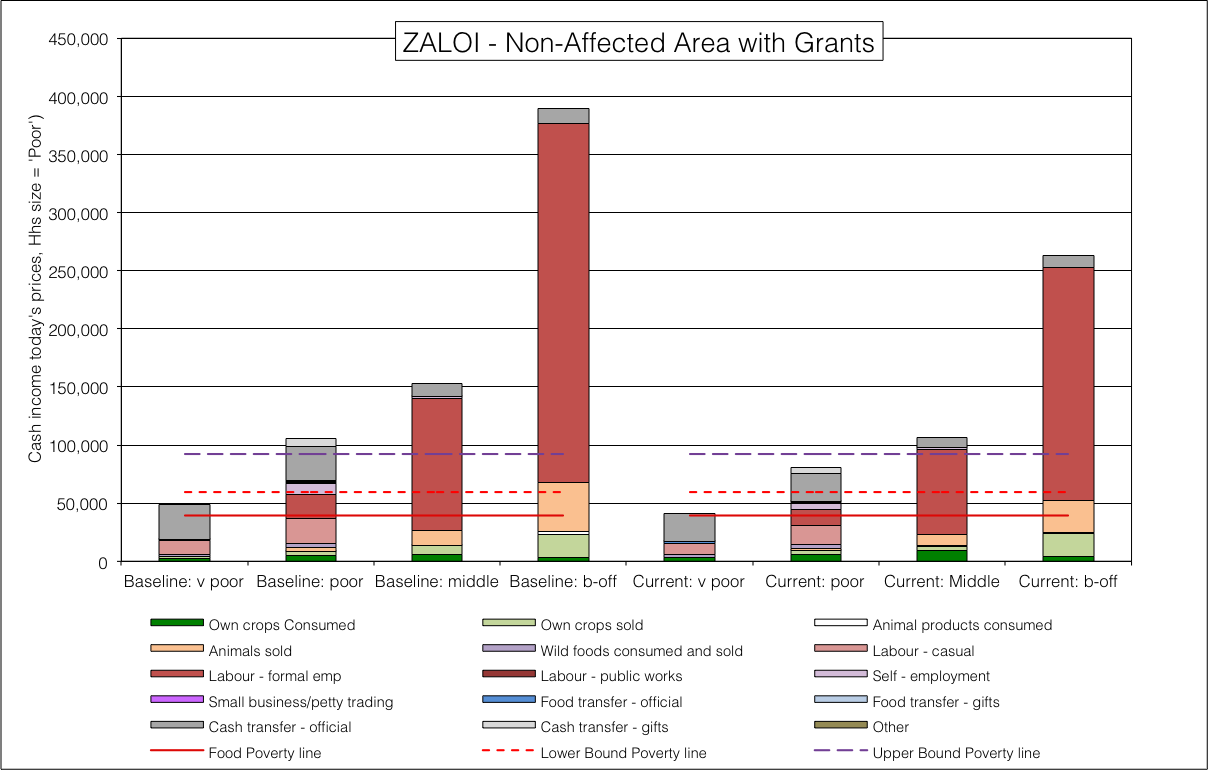 ZALOI - Non-Affected Area with Grants
Cash income today's prices, Hhs size = 'Poor')
450,000
400,000
350,000
300,000
250,000
200,000
150,000
100,000
50,000
0
Baseline: v poor Baseline: poor Baseline: middle Baseline: b-off Current: v poor Current: poor Current: Middle Current: b-off
Own crops Consumed Own crops sold Animal products consumed
Animals sold Wild foods consumed and sold Labour - casual
Labour - formal emp Labour - public works Self - employment
Small business/petty trading Food transfer - official Food transfer - gifts
Cash transfer - official Cash transfer - gifts Other
Food Poverty line Lower Bound Poverty line Upper Bound Poverty line